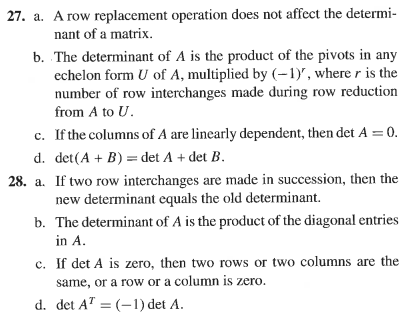 27. a. A row replacement operation does not affect the determi-
nant of a matrix.
b. The determinant of A is the product of the pivots in any
echelon form U of A, multiplied by (−1)^r, where r is the
number of row interchanges made during row reduction
from A to U.
c. If the columns of A are linearly dependent, then det A = 0.
d. det(A + B) = det A + det B.
28. a. If two row interchanges are made in succession, then the
new determinant equals the old determinant.
b. The determinant of A is the product of the diagonal entries
in A.
c. If det A is zero, then two rows or two columns are the
same, or a row or a column is zero.
d. det A^T = (−1) det A.